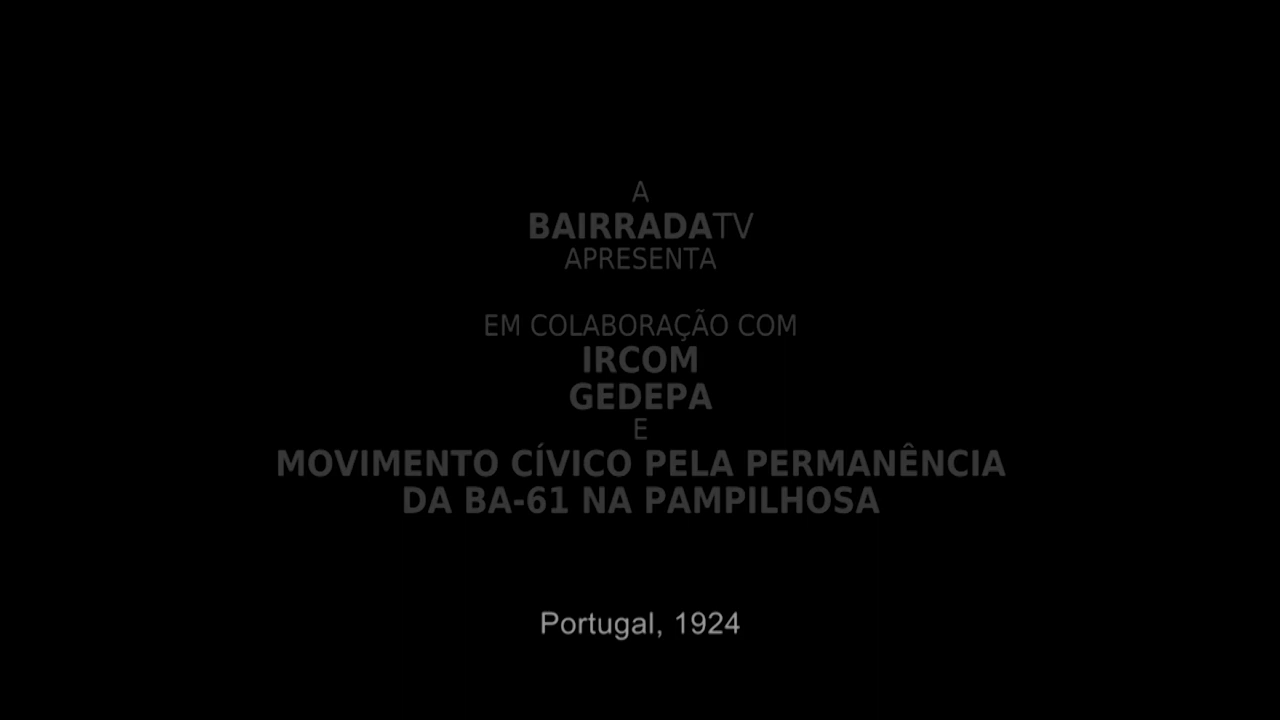 A
BAIRRADATV
APRESENTA
EM COLABORAÇÃO COM
IRCOM
GEDEPA
E
MOVIMENTO CÍVICO PELA PERMANÊNCIA
DA BA-61 NA PAMPILHOSA
Portugal, 1924